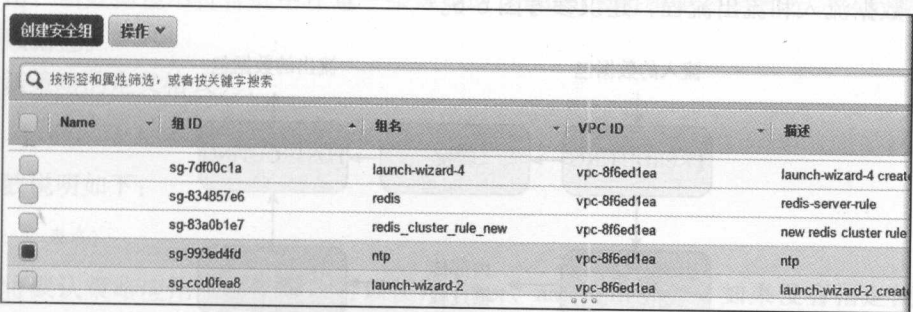 创建安全组 操作
按标签和属性筛选，或者按关键字搜索
Name 组 ID 组名 VPC ID 描述
sg-7df00c1a launch-wizard-4 vpc-8f6ed1ea launch-wizard-4 create
sg-834857e6 redis vpc-8f6ed1ea redis-server-rule
sg-83a0b1e7 redis_cluster_rule_new vpc-8f6ed1ea new redis cluster rule
sg-993ed4fd ntp vpc-8f6ed1ea ntp
sg-ccd0fea8 launch-wizard-2 vpc-8f6ed1ea launch-wizard-2 create